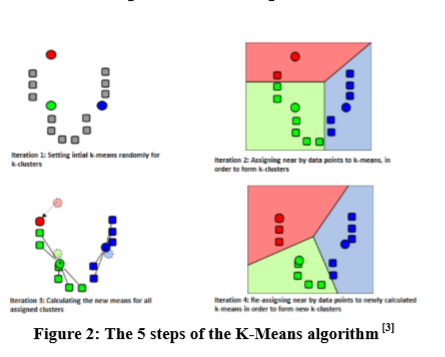 Iteration 1: Setting intial k-means randomly for
k-clusters
Iteration 2: Assigning near by data points to k-means, in
order to form k-clusters
Iteration 3: Calculating the new means for all
assigned clusters
Iteration 4: Re-assigning near by data points to newly calculated
k-means in order to form new k-clusters
Figure 2: The 5 steps of the K-Means algorithm [3]